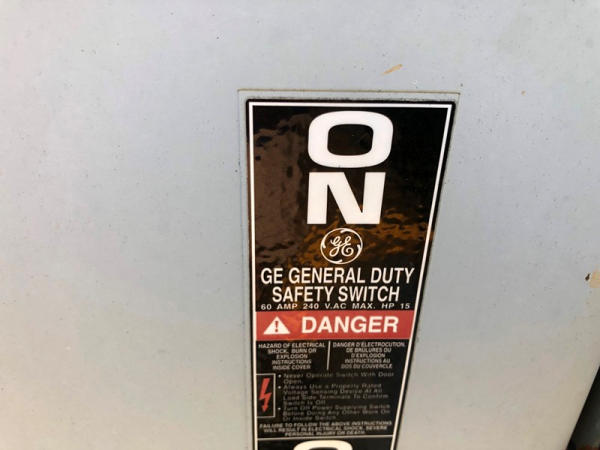 ON
GE
GE GENERAL DUTY
SAFETY SWITCH
60 AMP 240 V.AC MAX. HP 15
DANGER
HAZARD OF ELECTRICAL
SHOCK, BURN OR
EXPLOSION
INSTRUCTIONS
INSIDE COVER
DANGER D'ÉLECTROCUTION,
DE BRÛLURES OU
D'EXPLOSION
INSTRUCTIONS AU
DOS DU COUVERCLE
• Never Operate Switch With Door
Open.
• Always Use a Properly Rated
Voltage Sensing Device At All
Load Side Terminals To Confirm
Switch Is Off.
• Turn Off Power Supplying Switch
Before Doing Any Other Work On
Or Inside Switch.
FAILURE TO FOLLOW THE ABOVE INSTRUCTIONS
WILL RESULT IN ELECTRICAL SHOCK, SEVERE
PERSONAL INJURY OR DEATH.